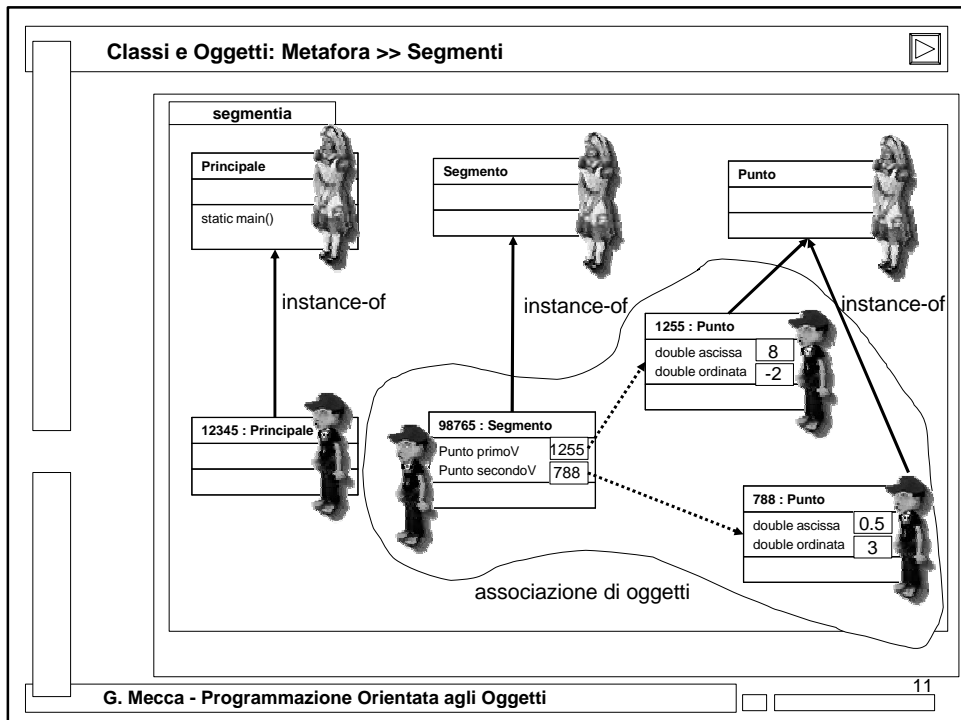 Classi e Oggetti: Metafora >> Segmenti
segmentia
Principale
static main()
Segmento
Punto
instance-of
instance-of
instance-of
1255 : Punto
double ascissa 8
double ordinata -2
12345 : Principale
98765 : Segmento
Punto primoV 1255
Punto secondoV 788
788 : Punto
double ascissa 0.5
double ordinata 3
associazione di oggetti
G. Mecca - Programmazione Orientata agli Oggetti
11